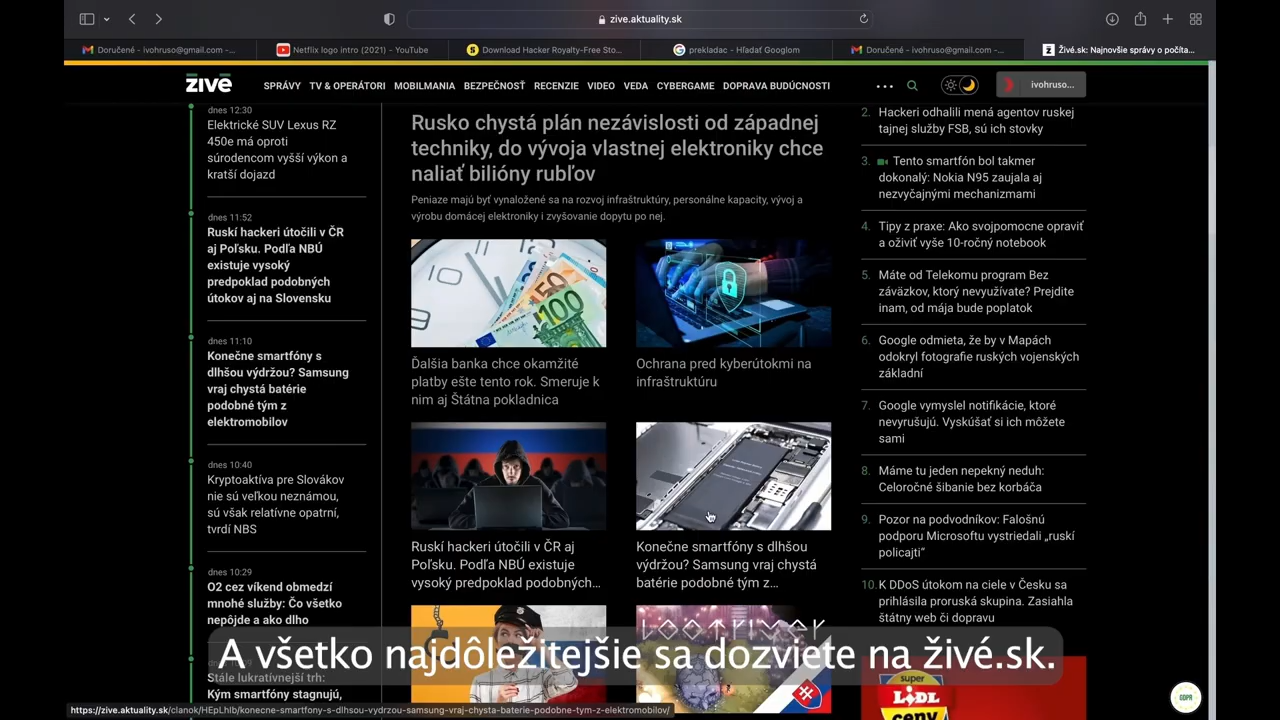 zive.aktuality.sk
Doručené – ivohruso@gmail.com –...
Netflix logo intro (2021) - YouTube
Download Hacker Royalty-Free Sto...
prekladac - Hľadať Googlom
Doručené – ivohruso@gmail.com –...
Živé.sk: Najnovšie správy o počíta...
živé
SPRÁVY TV & OPERÁTORI MOBILMANIA BEZPEČNOSŤ RECENZIE VIDEO VEDA CYBERGAME DOPRAVA BUDÚCNOSTI
ivohruso...
dnes 12:30
Elektrické SUV Lexus RZ
450e má oproti
súrodencom vyšší výkon a
kratší dojazd
dnes 11:52
Ruskí hackeri útočili v ČR
aj Poľsku. Podľa NBÚ
existuje vysoký
predpoklad podobných
útokov aj na Slovensku
dnes 11:10
Konečne smartfóny s
dlhšou výdržou? Samsung
vraj chystá batérie
podobné tým z
elektromobilov
dnes 10:40
Kryptoaktíva pre Slovákov
nie sú veľkou neznámou,
sú však relatívne opatrní,
tvrdí NBS
dnes 10:29
O2 cez víkend obmedzí
mnohé služby: Čo všetko
nepôjde a ako dlho
Stále lukratívnejší trh:
Kým smartfóny stagnujú,
Rusko chystá plán nezávislosti od západnej
techniky, do vývoja vlastnej elektroniky chce
naliať bilióny rubľov
Peniaze majú byť vynaložené sa na rozvoj infraštruktúry, personálne kapacity, vývoj a
výrobu domácej elektroniky i zvyšovanie dopytu po nej.
50
100
Ďalšia banka chce okamžité
platby ešte tento rok. Smeruje k
nim aj Štátna pokladnica
Ochrana pred kyberútokmi na
infraštruktúru
Ruskí hackeri útočili v ČR aj
Poľsku. Podľa NBÚ existuje
vysoký predpoklad podobných...
Konečne smartfóny s dlhšou
výdržou? Samsung vraj chystá
batérie podobné tým z...
2. Hackeri odhalili mená agentov ruskej
tajnej služby FSB, sú ich stovky
3. Tento smartfón bol takmer
dokonalý: Nokia N95 zaujala aj
nezvyčajnými mechanizmami
4. Tipy z praxe: Ako svojpomocne opraviť
a oživiť vyše 10-ročný notebook
5. Máte od Telekomu program Bez
záväzkov, ktorý nevyužívate? Prejdite
inam, od mája bude poplatok
6. Google odmieta, že by v Mapách
odokryl fotografie ruských vojenských
základní
7. Google vymyslel notifikácie, ktoré
nevyrušujú. Vyskúšať si ich môžete
sami
8. Máme tu jeden nepekný neduh:
Celoročné šibanie bez korbáča
9. Pozor na podvodníkov: Falošnú
podporu Microsoftu vystriedali „ruskí
policajti“
10. K DDoS útokom na ciele v Česku sa
prihlásila proruská skupina. Zasiahla
štátny web či dopravu
super
LIDL
ceny
A všetko najdôležitejšie sa dozviete na živé.sk.
GDPR
https://zive.aktuality.sk/clanok/HEpLhlb/konecne-smartfony-s-dlhsou-vydrzou-samsung-vraj-chysta-baterie-podobne-tym-z-elektromobilov/